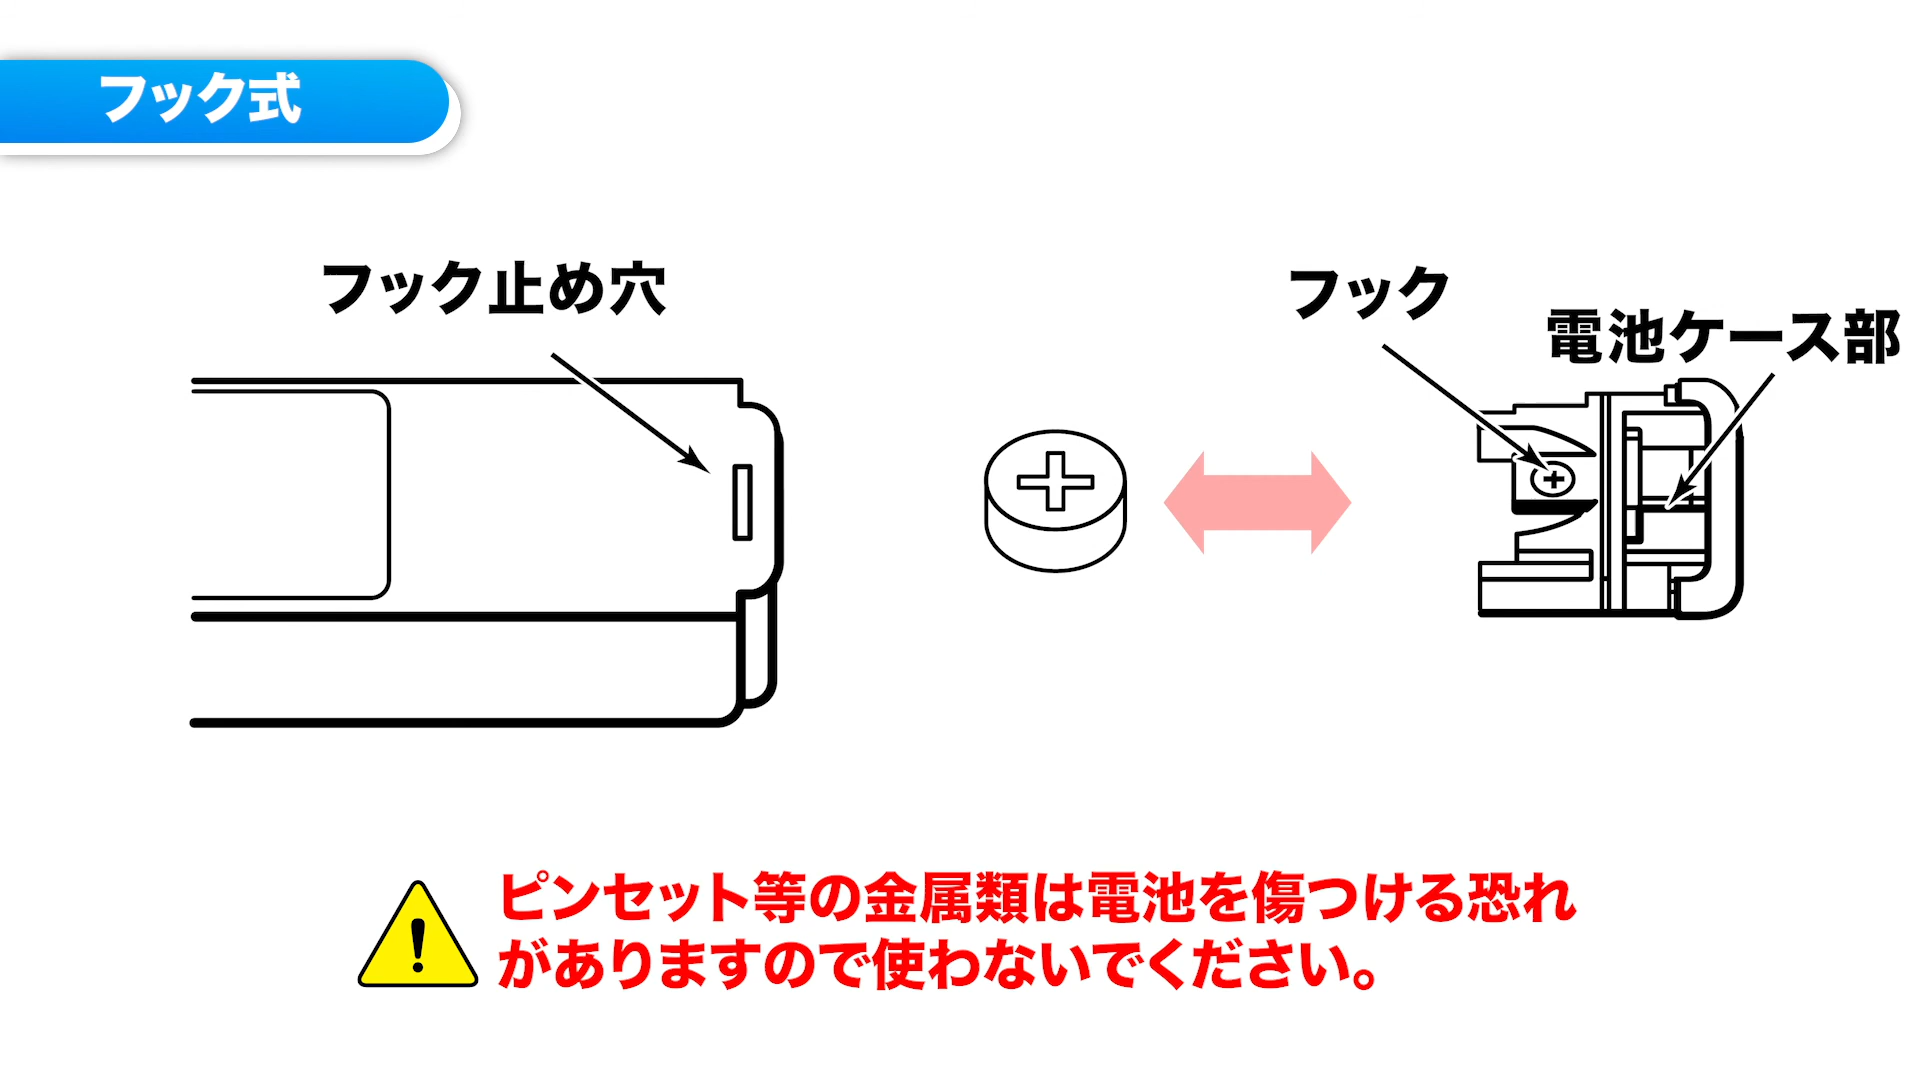 フック式
フック止め穴
フック
電池ケース部
ピンセット等の金属類は電池を傷つける恐れ
がありますので使わないでください。